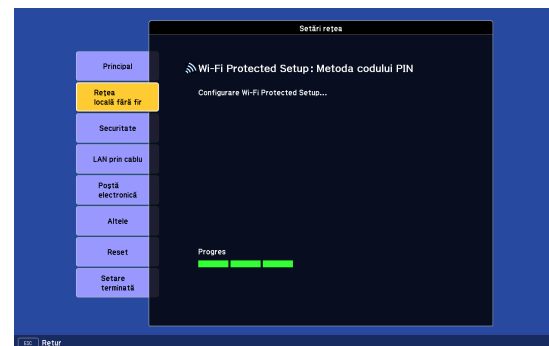 Setări rețea
Principal
Rețea
locală fără fir
Securitate
LAN prin cablu
Poștă
electronică
Altele
Reset
Setare
terminată
Wi-Fi Protected Setup: Metoda codului PIN
Configurare Wi-Fi Protected Setup...
Progres
ESC Retur